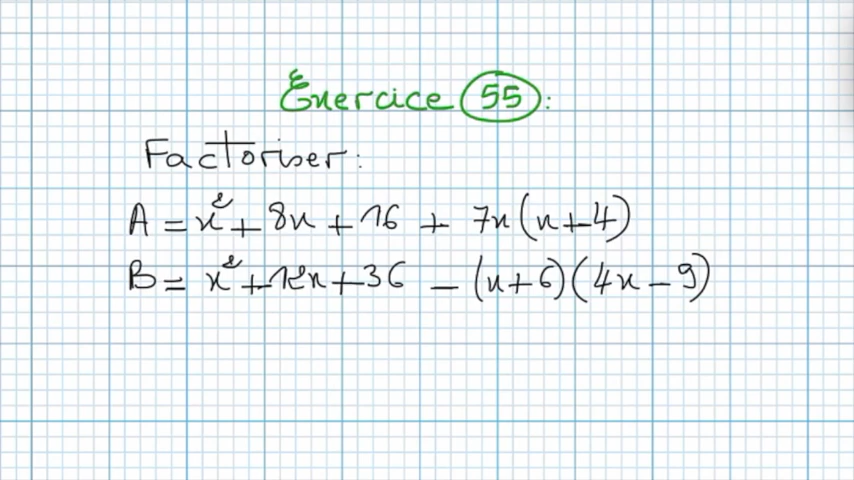 Exercice 55 :
Factoriser :
A = x² + 8x + 16 + 7x(x+4)
B = x² + 12x + 36 - (x+6)(4x-9)